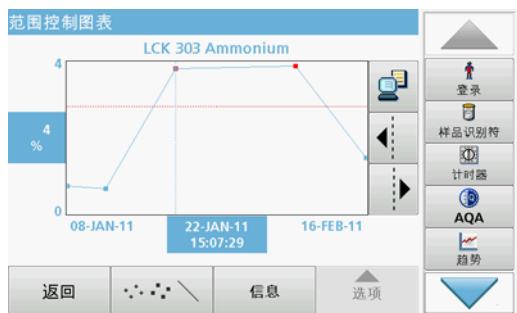 范围控制图表
LCK 303 Ammonium
4
4
%
0
08-JAN-11
22-JAN-11
15:07:29
16-FEB-11
返回
信息
选项
登录
样品识别符
计时器
AQA
趋势